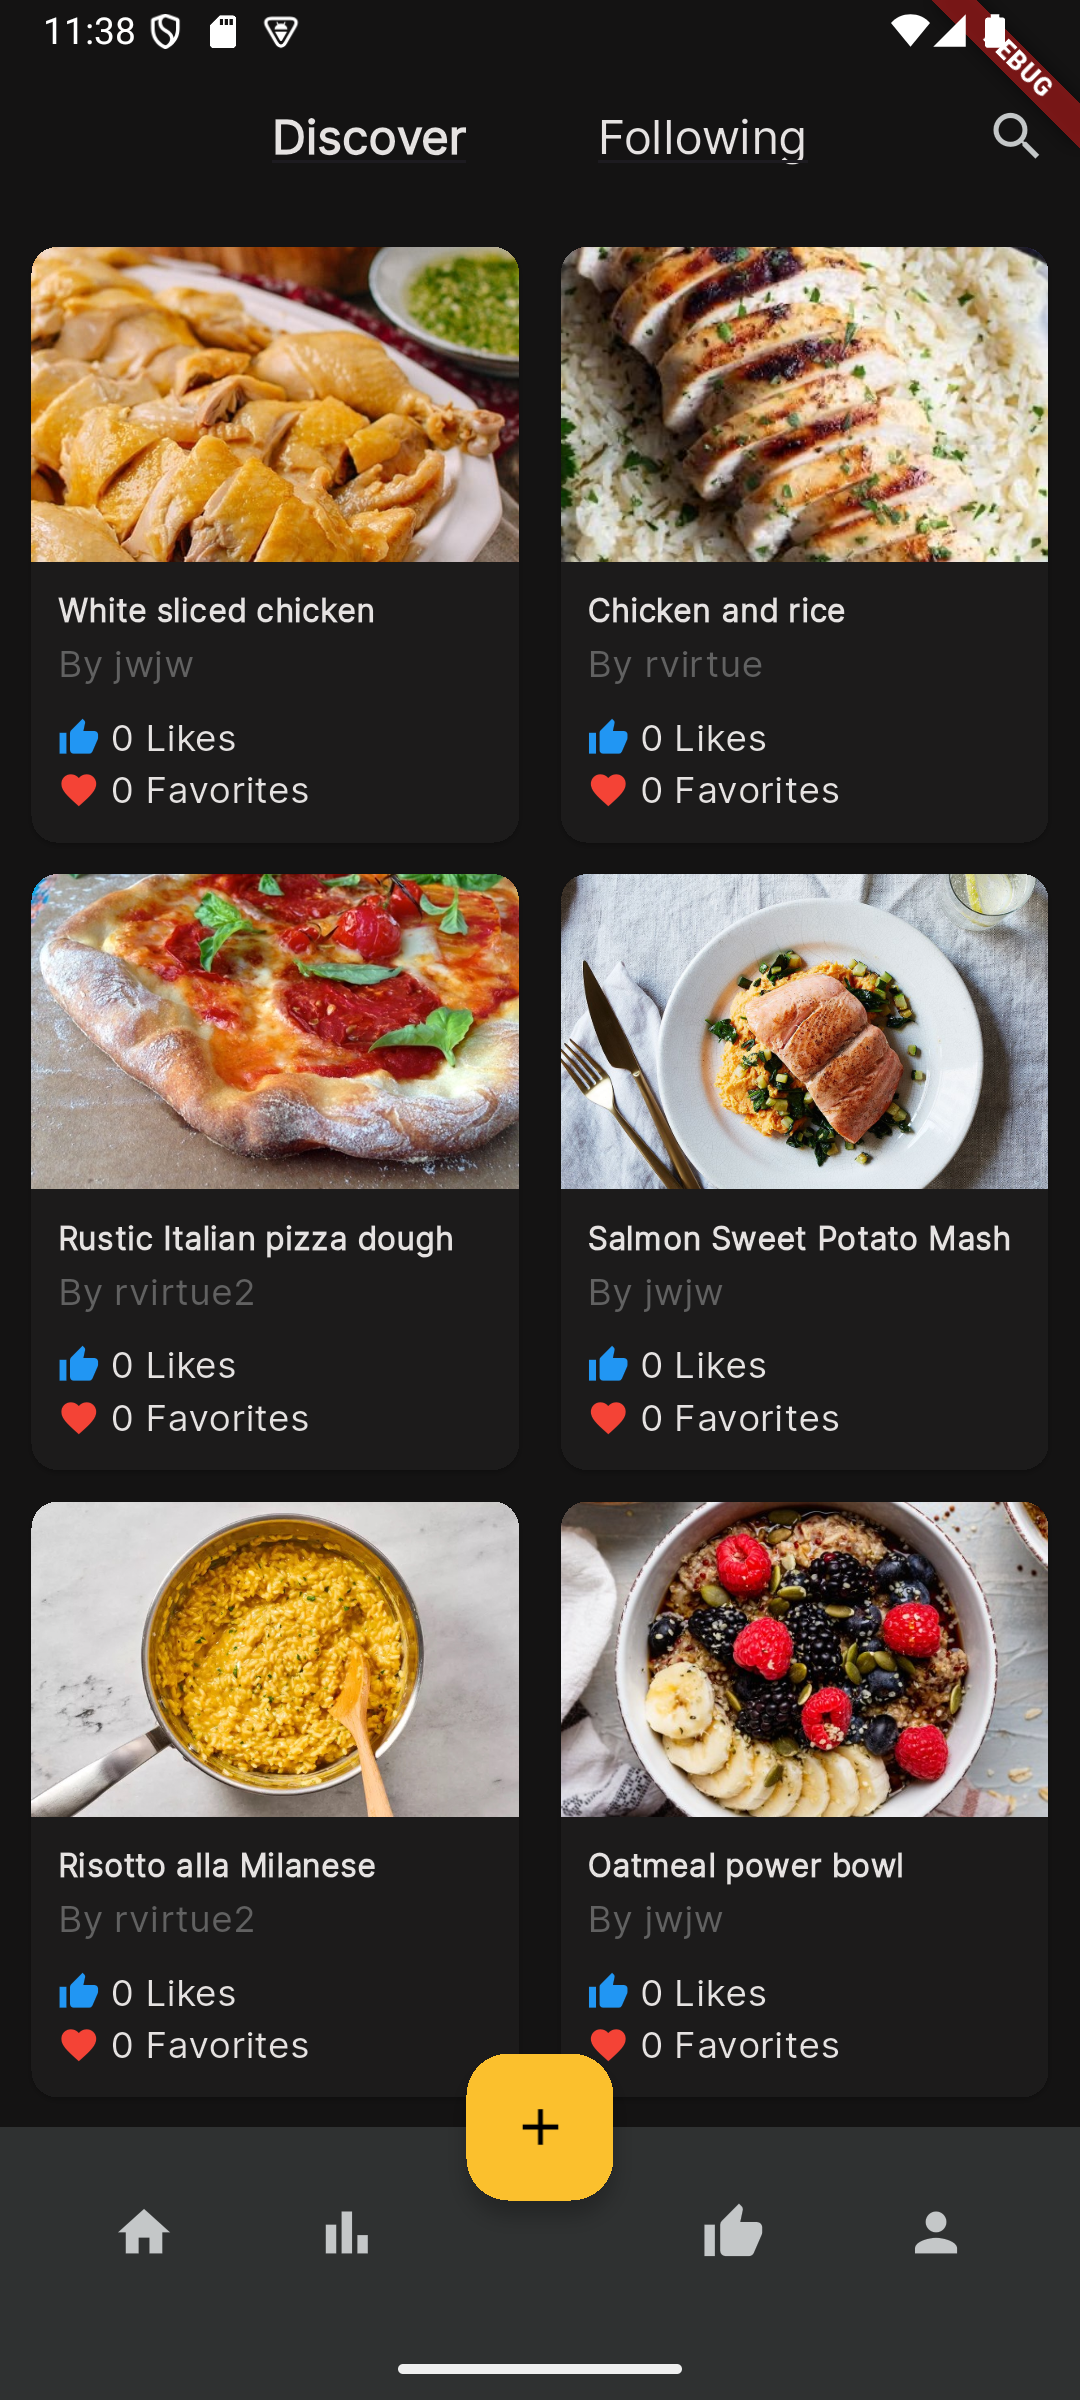 11:38
EBUG
Discover Following
White sliced chicken
By jwjw
0 Likes
0 Favorites
Chicken and rice
By rvirtue
0 Likes
0 Favorites
Rustic Italian pizza dough
By rvirtue2
0 Likes
0 Favorites
Salmon Sweet Potato Mash
By jwjw
0 Likes
0 Favorites
Risotto alla Milanese
By rvirtue2
0 Likes
0 Favorites
Oatmeal power bowl
By jwjw
0 Likes
0 Favorites